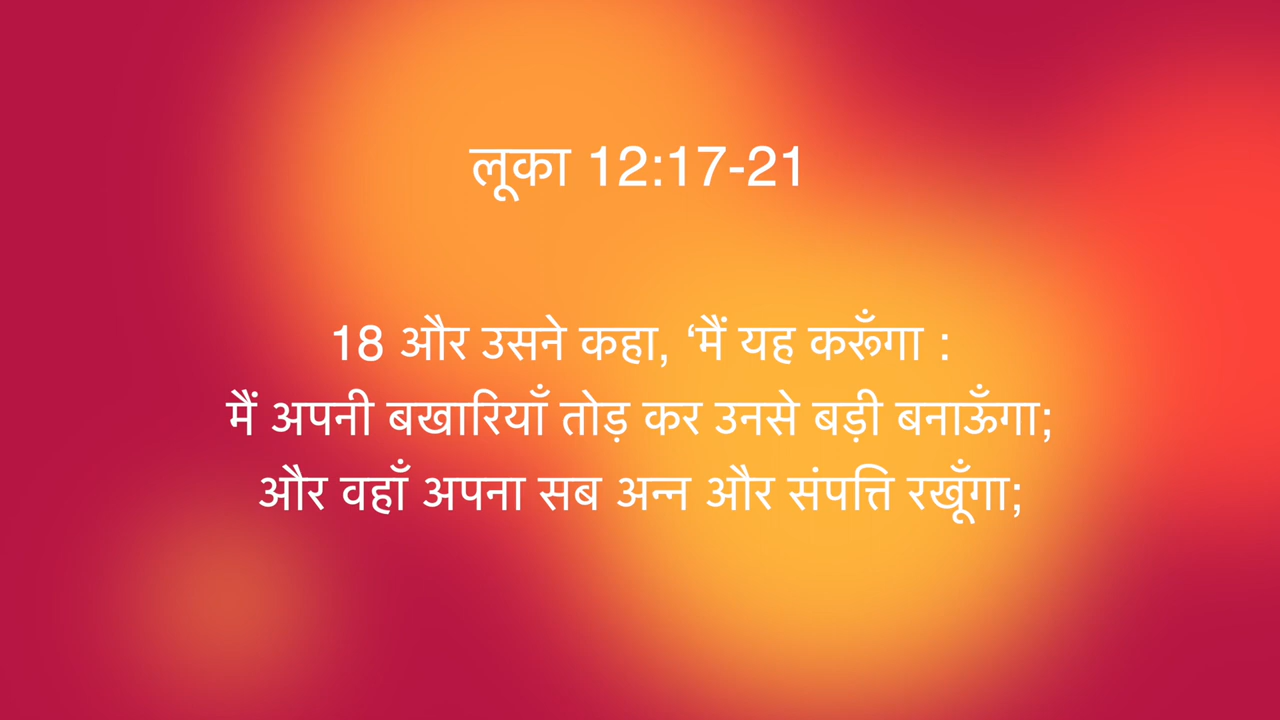 लूका 12:17-21
18 और उसने कहा, ‘मैं यह करूँगा :
मैं अपनी बखारियाँ तोड़ कर उनसे बड़ी बनाऊँगा;
और वहाँ अपना सब अन्न और संपत्ति रखूँगा;